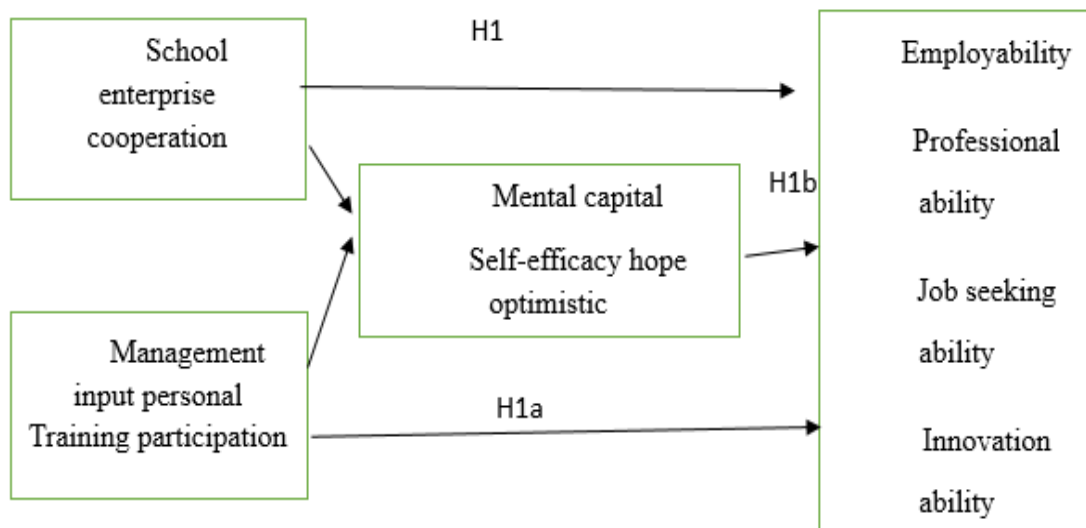 School
enterprise
cooperation
H1
Mental capital
Self-efficacy hope
optimistic
H1b
Management
input personal
Training participation
H1a
Employability
Professional
ability
Job seeking
ability
Innovation
ability